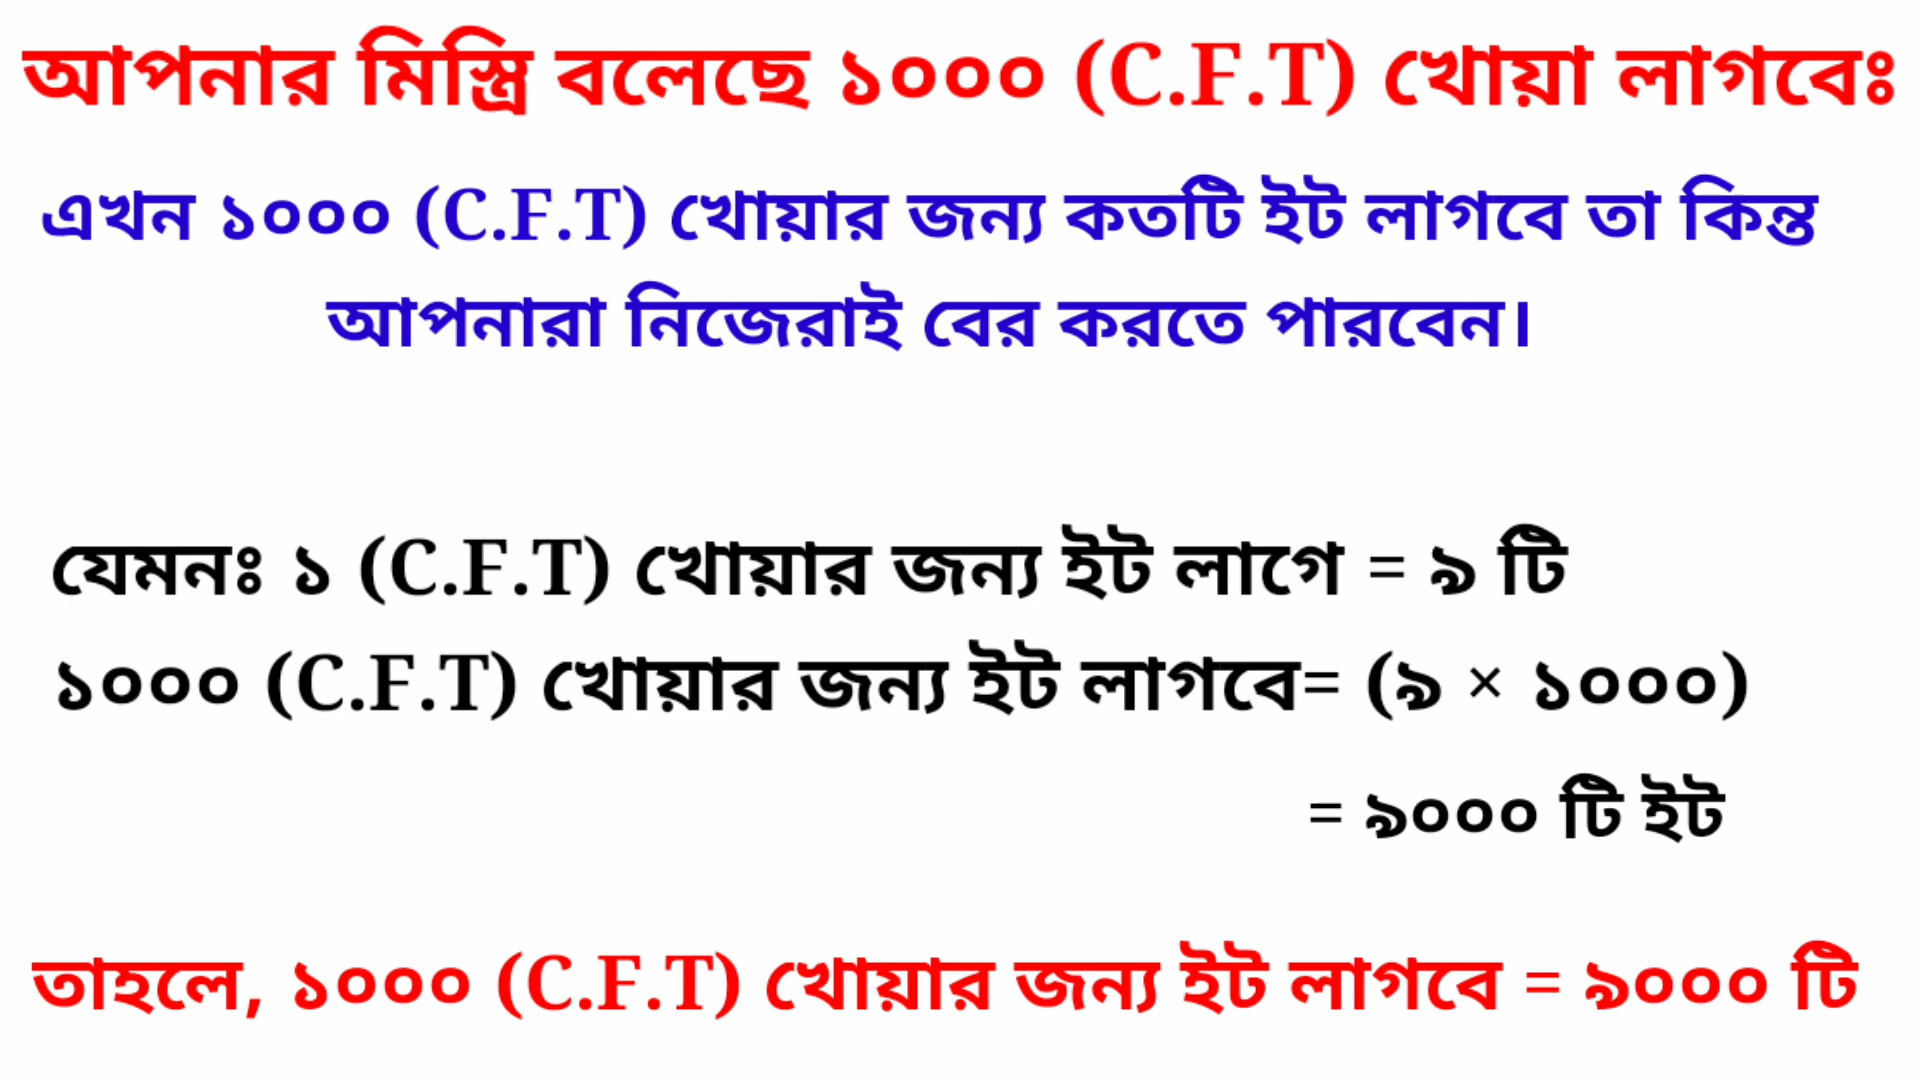 আপনার মিস্ত্রি বলেছে ১০০০ (C.F.T) খোয়া লাগবেঃ
এখন ১০০০ (C.F.T) খোয়ার জন্য কতটি ইট লাগবে তা কিন্ত
আপনারা নিজেরাই বের করতে পারবেন।
যেমনঃ ১ (C.F.T) খোয়ার জন্য ইট লাগে = ৯ টি
১০০০ (C.F.T) খোয়ার জন্য ইট লাগবে= (৯ × ১০০০)
= ৯০০০ টি ইট
তাহলে, ১০০০ (C.F.T) খোয়ার জন্য ইট লাগবে = ৯০০০ টি